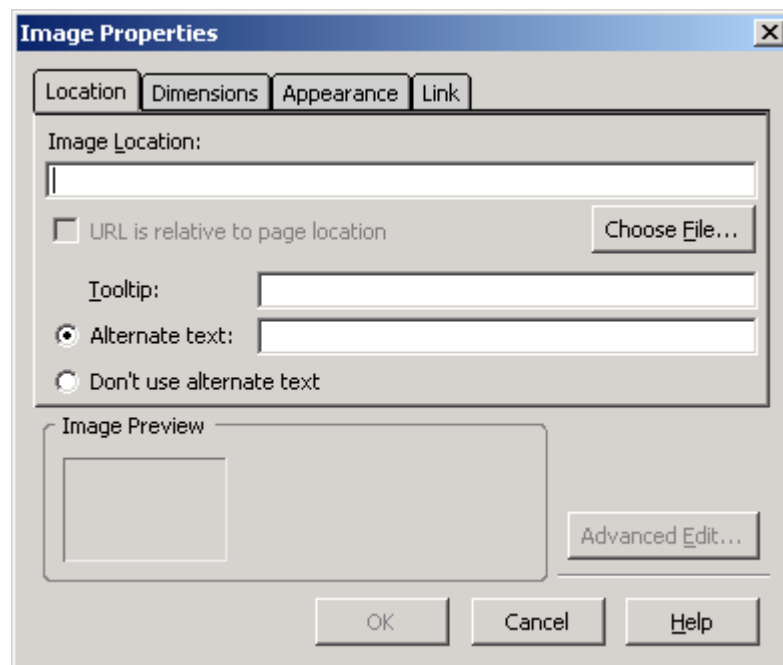 Image Properties
Location Dimensions Appearance Link
Image Location:
URL is relative to page location Choose File...
Tooltip:
Alternate text:
Don't use alternate text
Image Preview
Advanced Edit...
OK Cancel Help